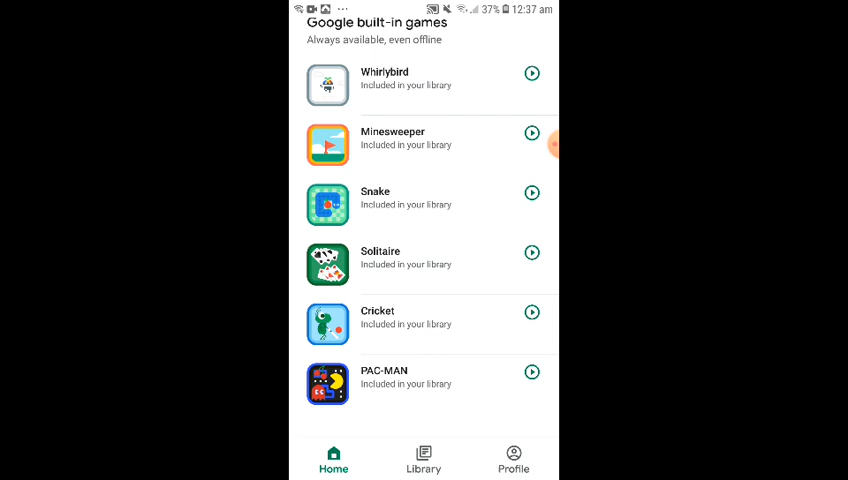 37% 12:37 am
Google built-in games
Always available, even offline
Whirlybird
Included in your library
Minesweeper
Included in your library
Snake
Included in your library
Solitaire
Included in your library
Cricket
Included in your library
PAC-MAN
Included in your library
Home Library Profile